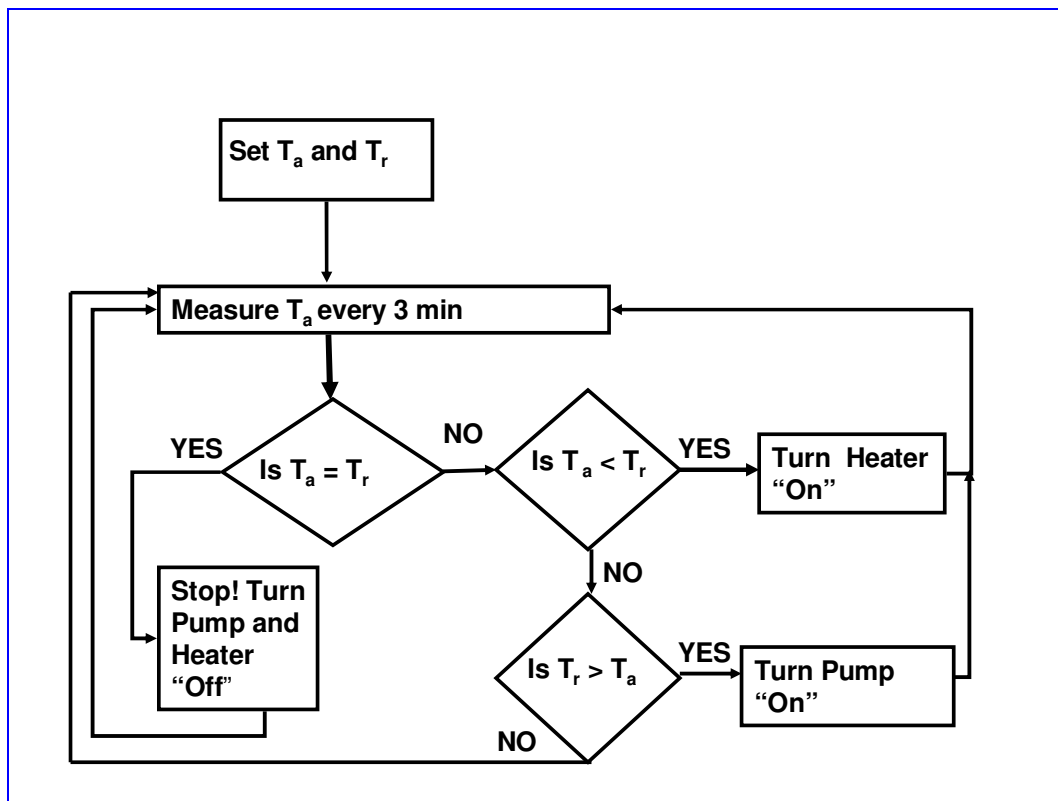 Set Tₐ and Tᵣ
Measure Tₐ every 3 min
YES
Is Tₐ = Tᵣ
NO
Is Tₐ < Tᵣ
YES
Turn Heater
“On”
Stop! Turn
Pump and
Heater
“Off”
NO
Is Tᵣ > Tₐ
YES
Turn Pump
“On”
NO